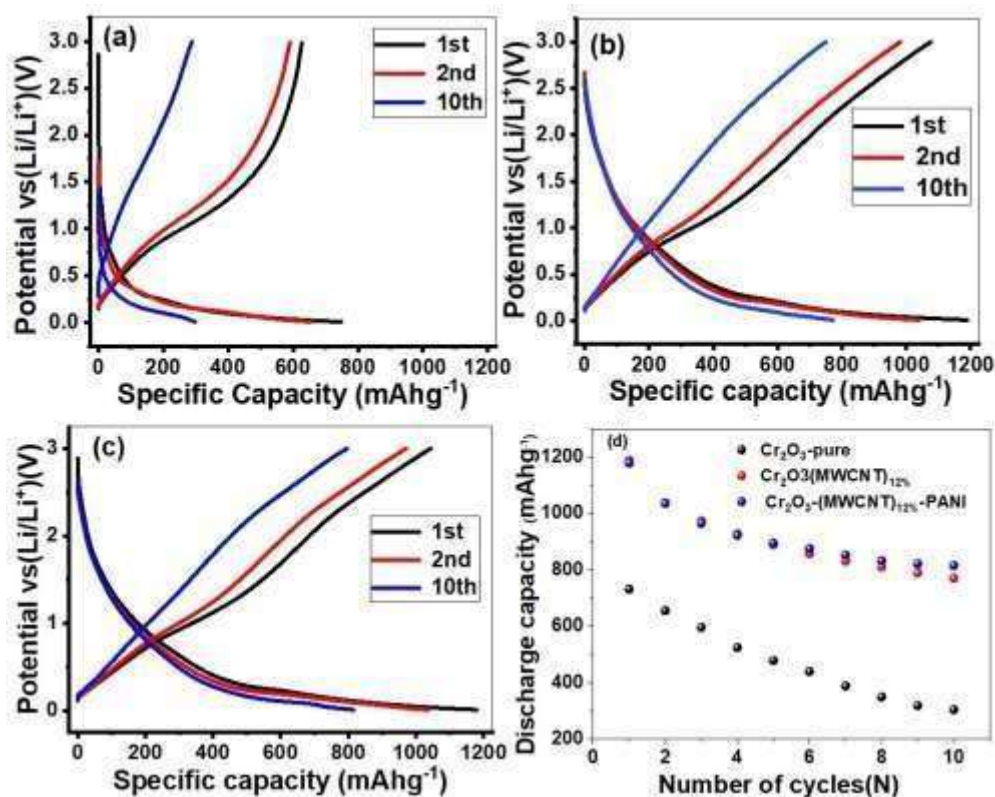 (a)
1st
2nd
10th
3.0
2.5
2.0
1.5
1.0
0.5
0.0
Potential vs(Li/Li⁺)(V)
0 200 400 600 800 1000 1200
Specific Capacity (mAhg⁻¹)
(b)
1st
2nd
10th
3.0
2.5
2.0
1.5
1.0
0.5
0.0
Potential vs(Li/Li⁺)(V)
0 200 400 600 800 1000 1200
Specific capacity (mAhg⁻¹)
(c)
1st
2nd
10th
3
2
1
0
Potential vs(Li/Li⁺)(V)
0 200 400 600 800 1000 1200
Specific capacity (mAhg⁻¹)
(d)
Cr₂O₃-pure
Cr₂O3(MWCNT)₁₂%
Cr₂O₃-(MWCNT)₁₂%-PANI
1200
1000
800
600
400
200
Discharge capacity (mAhg⁻¹)
0 2 4 6 8 10
Number of cycles(N)